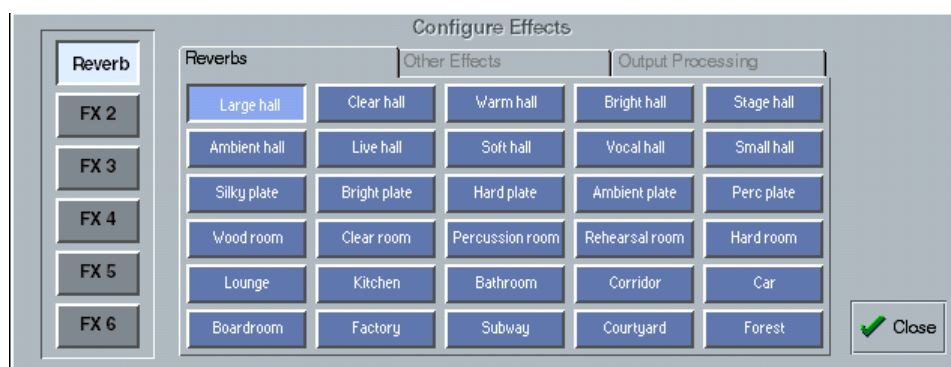 Configure Effects
Reverb
FX 2
FX 3
FX 4
FX 5
FX 6
Reverbs Other Effects Output Processing
Large hall Clear hall Warm hall Bright hall Stage hall
Ambient hall Live hall Soft hall Vocal hall Small hall
Silky plate Bright plate Hard plate Ambient plate Perc plate
Wood room Clear room Percussion room Rehearsal room Hard room
Lounge Kitchen Bathroom Corridor Car
Boardroom Factory Subway Courtyard Forest
Close